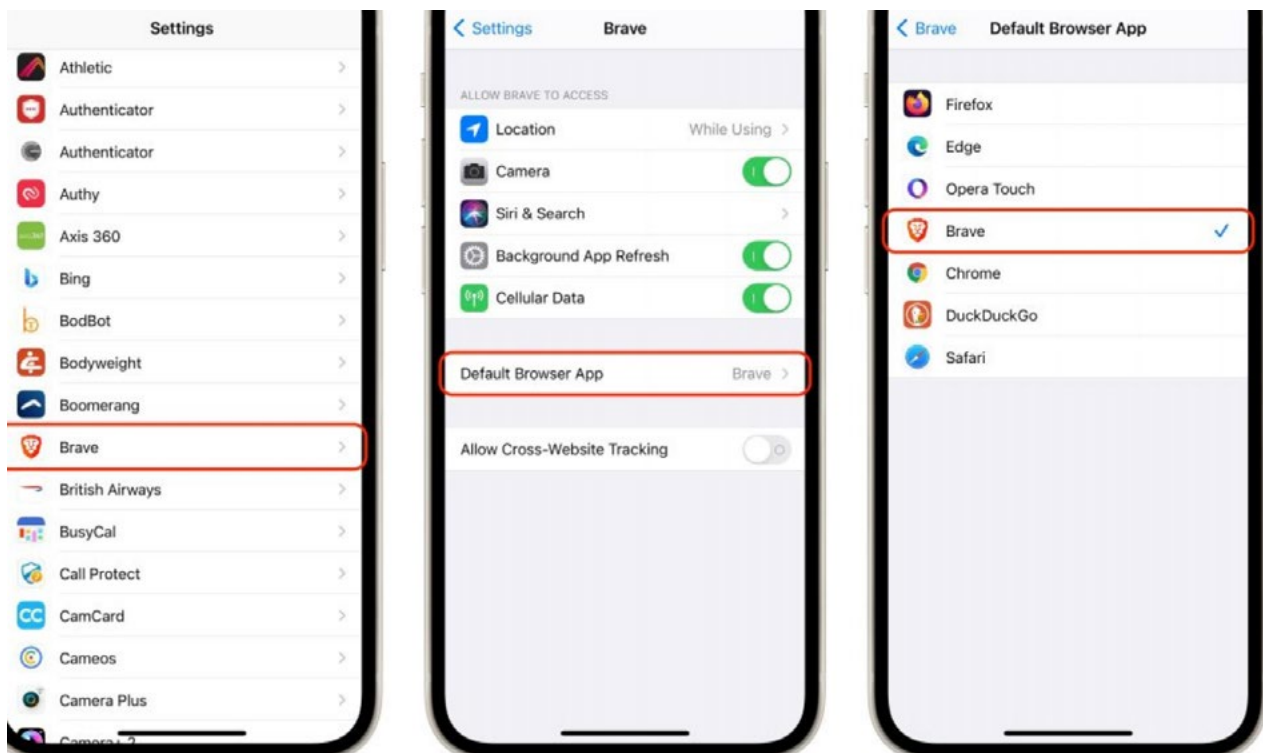 Settings
Athletic
Authenticator
Authenticator
Authy
Axis 360
Bing
BodBot
Bodyweight
Boomerang
Brave
British Airways
BusyCal
Call Protect
CC CamCard
Cameos
Camera Plus
Camera+ 2
Settings Brave
ALLOW BRAVE TO ACCESS
Location While Using
Camera
Siri & Search
Background App Refresh
Cellular Data
Default Browser App Brave
Allow Cross-Website Tracking
Brave Default Browser App
Firefox
Edge
Opera Touch
Brave
Chrome
DuckDuckGo
Safari